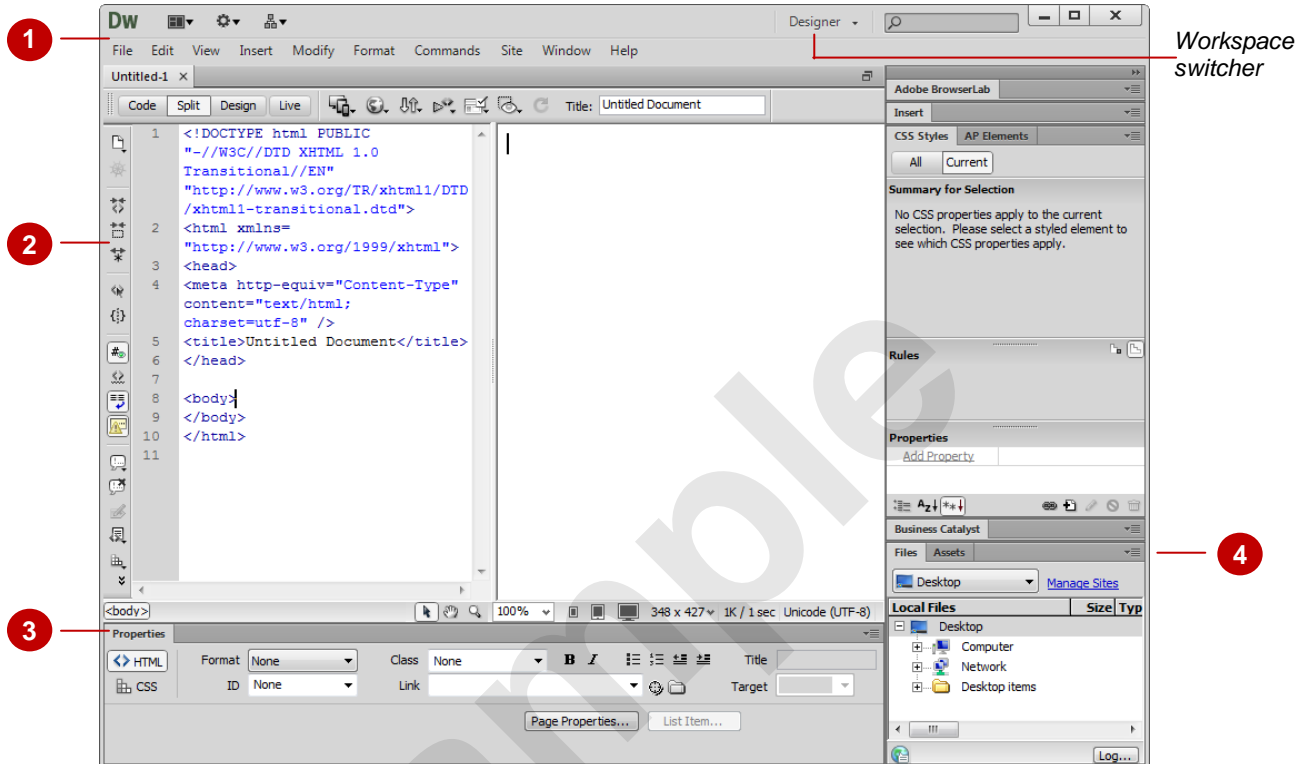 Dw
Designer
1
File Edit View Insert Modify Format Commands Site Window Help
Workspace
switcher
Untitled-1 ×
Code Split Design Live Title: Untitled Document
Adobe BrowserLab
Insert
CSS Styles AP Elements
All Current
Summary for Selection
No CSS properties apply to the current
selection. Please select a styled element to
see which CSS properties apply.
Rules
Properties
Add Property
2
1 <!DOCTYPE html PUBLIC
"-//W3C//DTD XHTML 1.0
Transitional//EN"
"http://www.w3.org/TR/xhtml1/DTD
/xhtml1-transitional.dtd">
2 <html xmlns=
"http://www.w3.org/1999/xhtml">
3 <head>
4 <meta http-equiv="Content-Type"
content="text/html;
charset=utf-8" />
5 <title>Untitled Document</title>
6 </head>
7
8 <body>
9 </body>
10 </html>
11
Business Catalyst
Files Assets
4
Desktop Manage Sites
Local Files Size Typ
Desktop
Computer
Network
Desktop items
Log...
<body> 100% 348 x 427 1K / 1 sec Unicode (UTF-8)
3
Properties
HTML Format None Class None B I Title
CSS ID None Link Target
Page Properties... List Item...
Sample